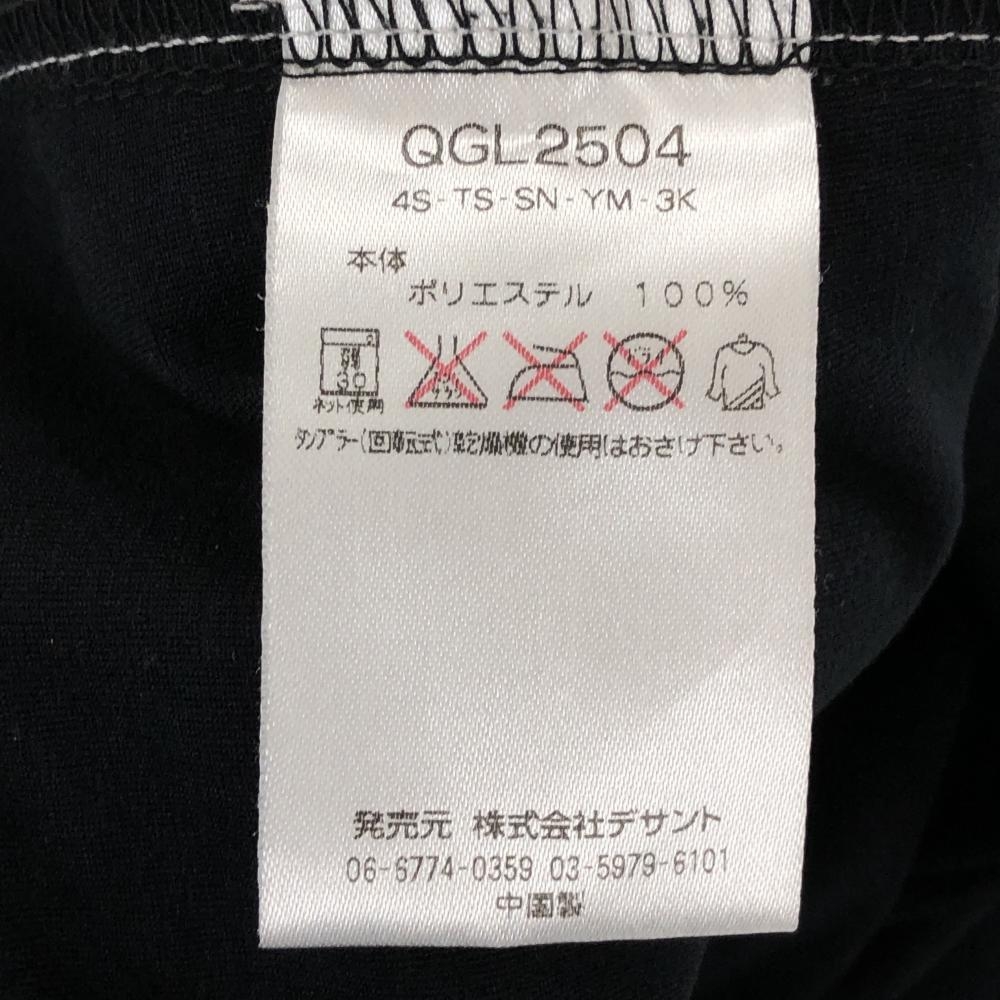 QGL2504
4S-TS-SN-YM-3K
本体
ポリエステル 100%
弱
30
ネット使用
ドライ
タンブラー(回転式)乾燥機の使用はおさけ下さい。
発売元 株式会社デサント
06-6774-0359 03-5979-6101
中国製